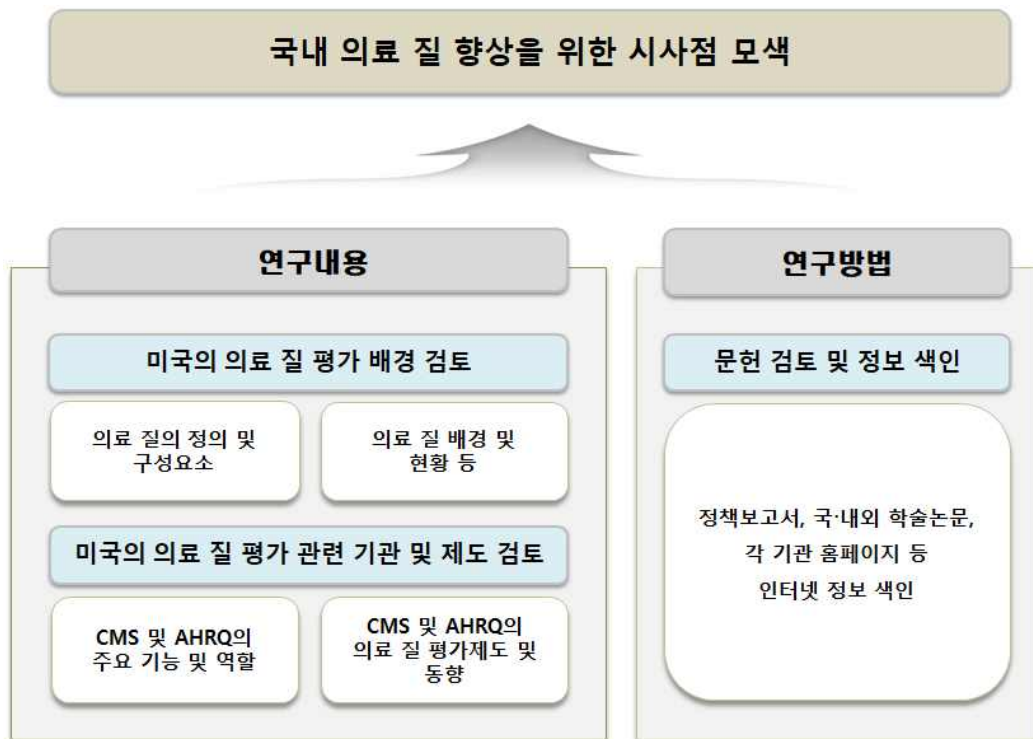 국내 의료 질 향상을 위한 시사점 모색
연구내용
미국의 의료 질 평가 배경 검토
의료 질의 정의 및
구성요소
의료 질 배경 및
현황 등
미국의 의료 질 평가 관련 기관 및 제도 검토
CMS 및 AHRQ의
주요 기능 및 역할
CMS 및 AHRQ의
의료 질 평가제도 및
동향
연구방법
문헌 검토 및 정보 색인
정책보고서, 국·내외 학술논문,
각 기관 홈페이지 등
인터넷 정보 색인